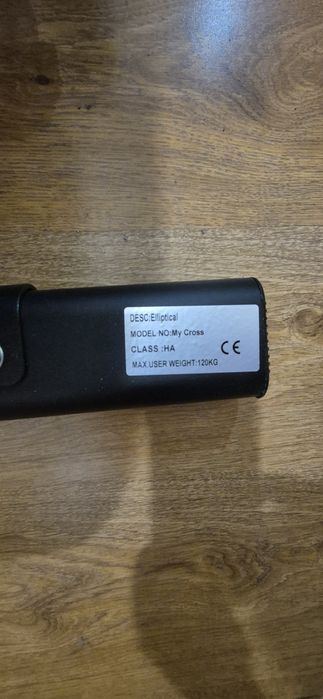 DESC:Elliptical
MODEL NO:My Cross
CLASS :HA
CE
MAX.USER WEIGHT:120KG